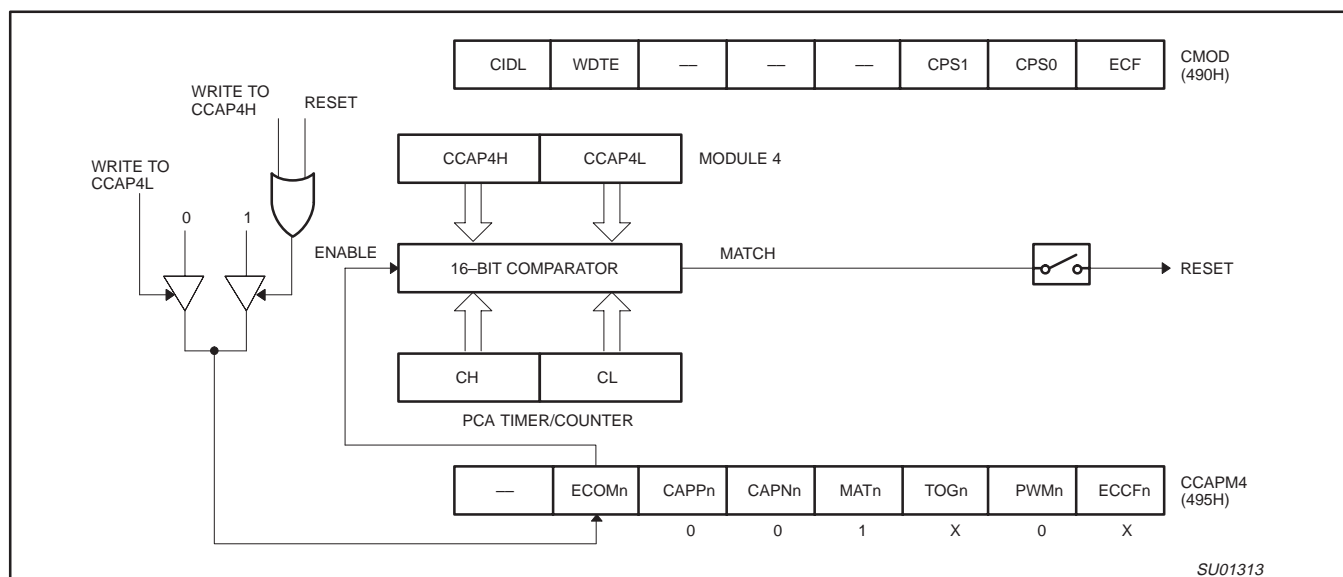 CIDL WDTE — — — CPS1 CPS0 ECF
CMOD
(490H)
WRITE TO
CCAP4H
RESET
WRITE TO
CCAP4L
0 1
CCAP4H CCAP4L
MODULE 4
ENABLE
16–BIT COMPARATOR
MATCH
RESET
CH CL
PCA TIMER/COUNTER
— ECOMn CAPPn CAPNn MATn TOGn PWMn ECCFn
CCAPM4
(495H)
0 0 1 X 0 X
SU01313